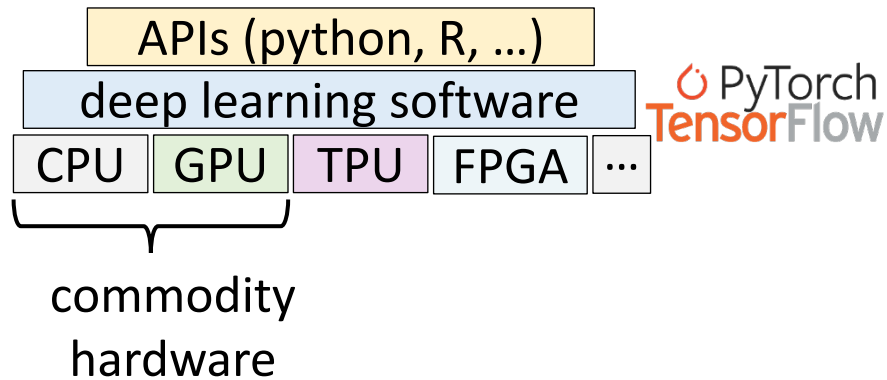 APIs (python, R, ...)
deep learning software
PyTorch
TensorFlow
CPU GPU TPU FPGA ...
commodity
hardware